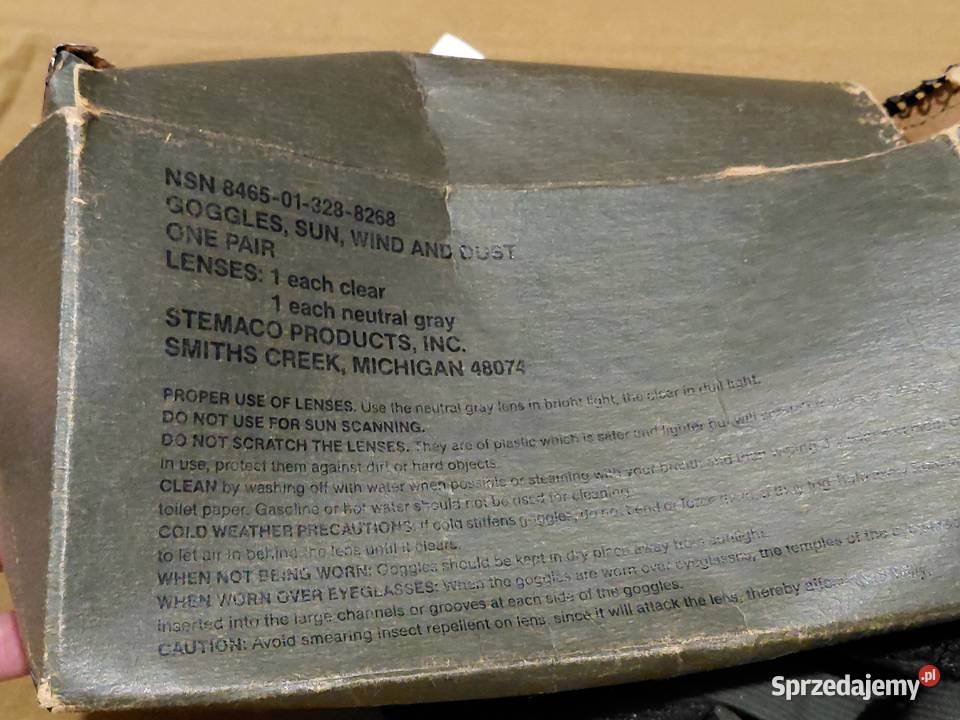 NSN 8465-01-328-8268
GOGGLES, SUN, WIND AND DUST
ONE PAIR
LENSES: 1 each clear
1 each neutral gray
STEMACO PRODUCTS, INC.
SMITHS CREEK, MICHIGAN 48074
PROPER USE OF LENSES. Use the neutral gray lens in bright light, the clear in dull light.
DO NOT USE FOR SUN SCANNING.
DO NOT SCRATCH THE LENSES. They are of plastic which is safer and lighter but will
in use, protect them against dirt or hard objects.
CLEAN by washing off with water when possible or steaming with your breath, and then
toilet paper. Gasoline or hot water should not be used for cleaning.
COLD WEATHER PRECAUTIONS: If cold stiffens goggles, do not bend or force them. If they fog,
to let air in behind the lens until it clears.
WHEN NOT BEING WORN: Goggles should be kept in dry place away from sunlight.
WHEN WORN OVER EYEGLASSES: When the goggles are worn over eyeglasses, the temples of the
inserted into the large channels or grooves at each side of the goggles.
CAUTION: Avoid smearing insect repellent on lens, since it will attack the lens, thereby
Sprzedajemy.pl